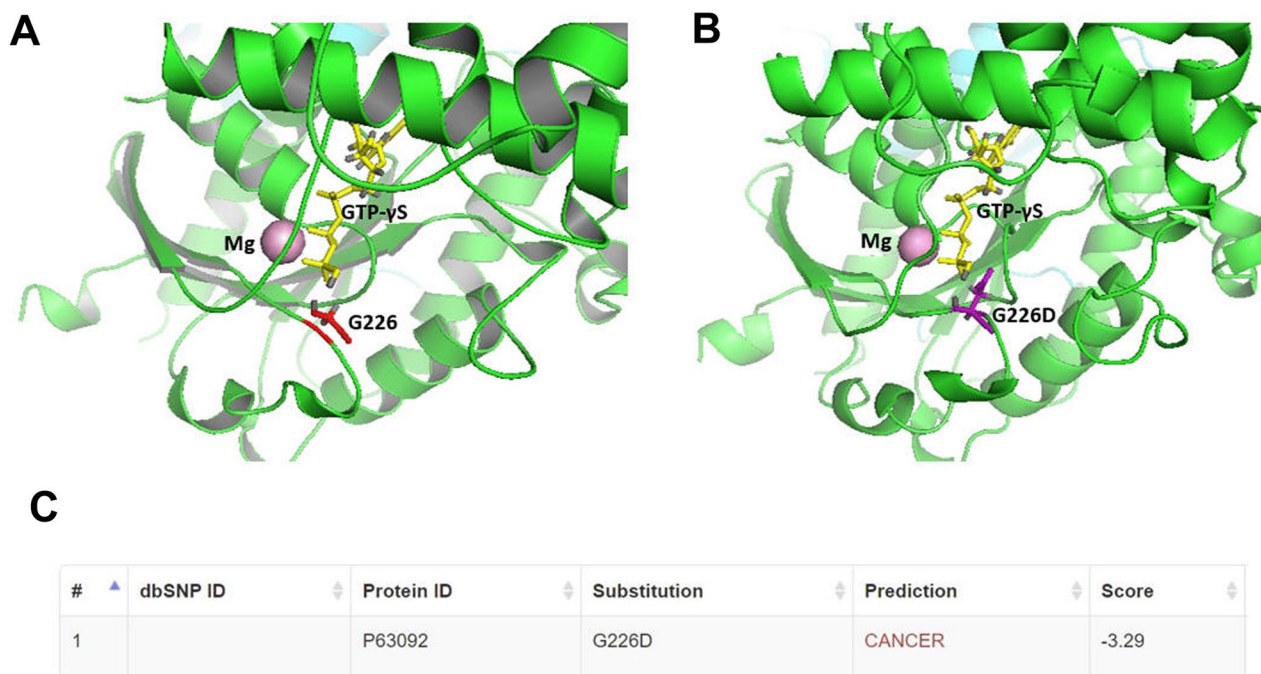 A
B
GTP-γS
Mg
G226
GTP-γS
Mg
G226D
C
# dbSNP ID Protein ID Substitution Prediction Score
1 P63092 G226D CANCER -3.29